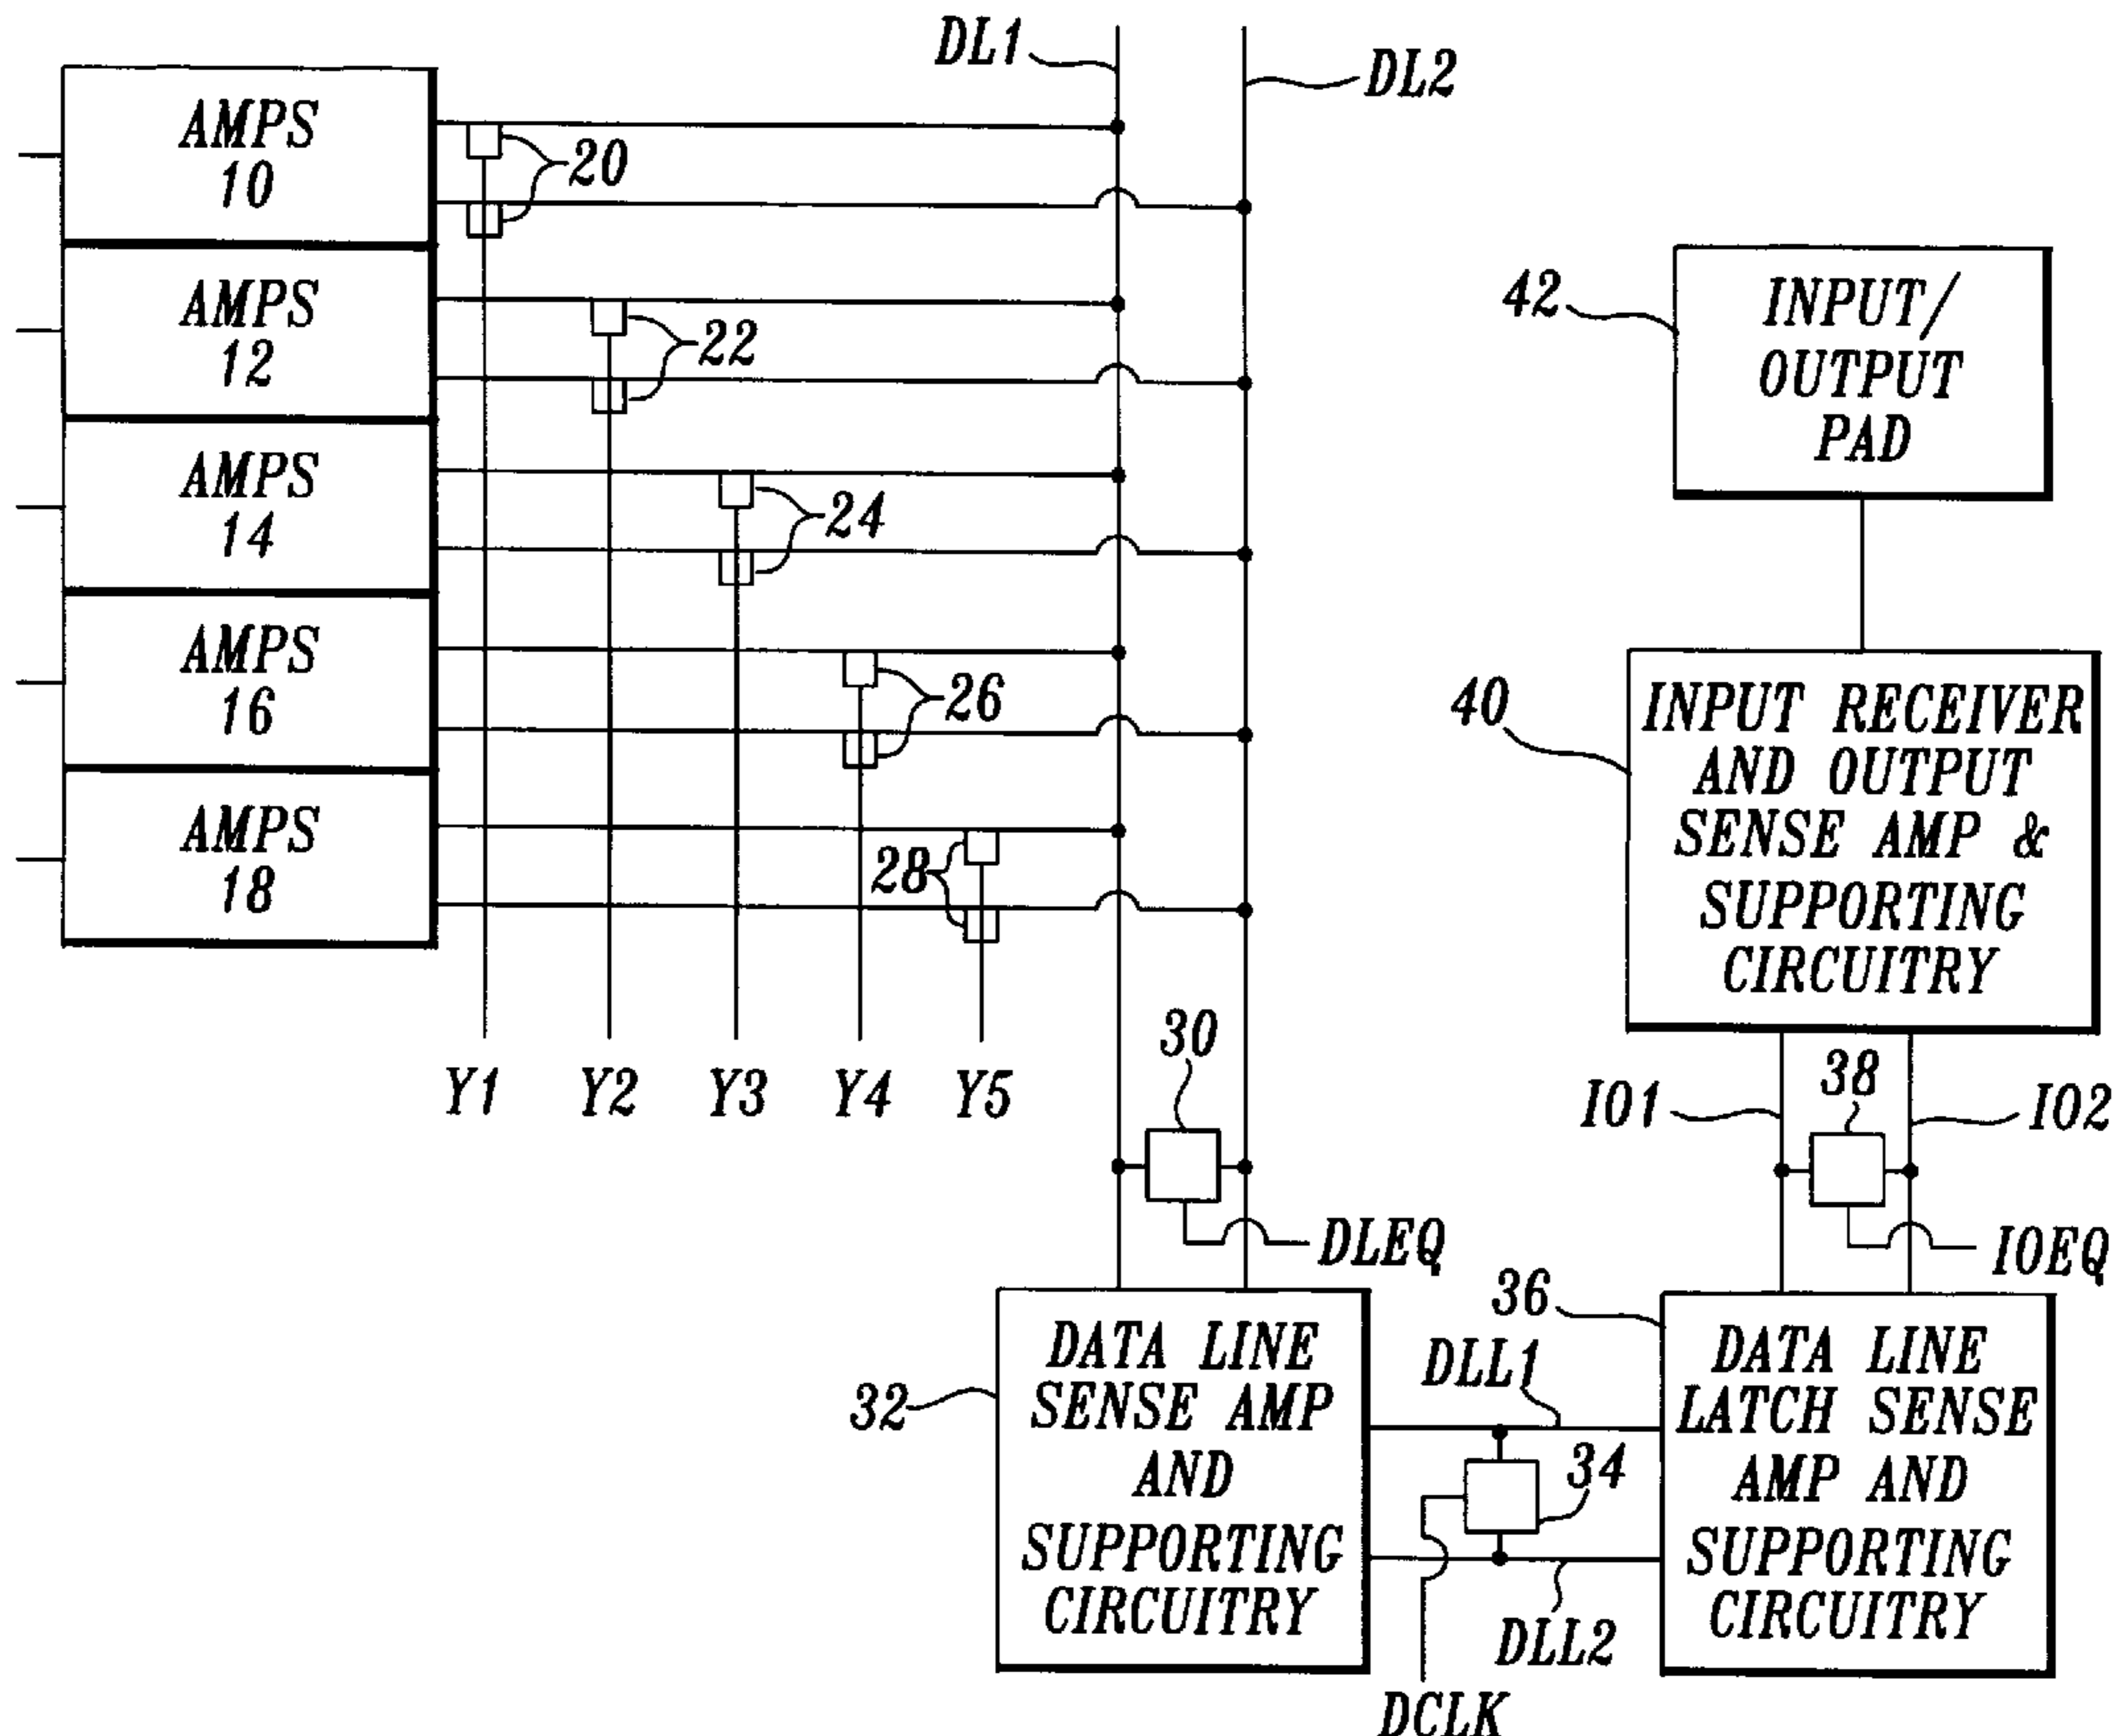 DL1
DL2
AMPS
10
20
AMPS
12
22
AMPS
14
24
AMPS
16
26
AMPS
18
28
Y1
Y2
Y3
Y4
Y5
42
INPUT/
OUTPUT
PAD
40
INPUT RECEIVER
AND OUTPUT
SENSE AMP &
SUPPORTING
CIRCUITRY
30
DLEQ
IO1
38
IO2
IOEQ
32
DATA LINE
SENSE AMP
AND
SUPPORTING
CIRCUITRY
DLL1
34
DLL2
DCLK
36
DATA LINE
LATCH SENSE
AMP AND
SUPPORTING
CIRCUITRY